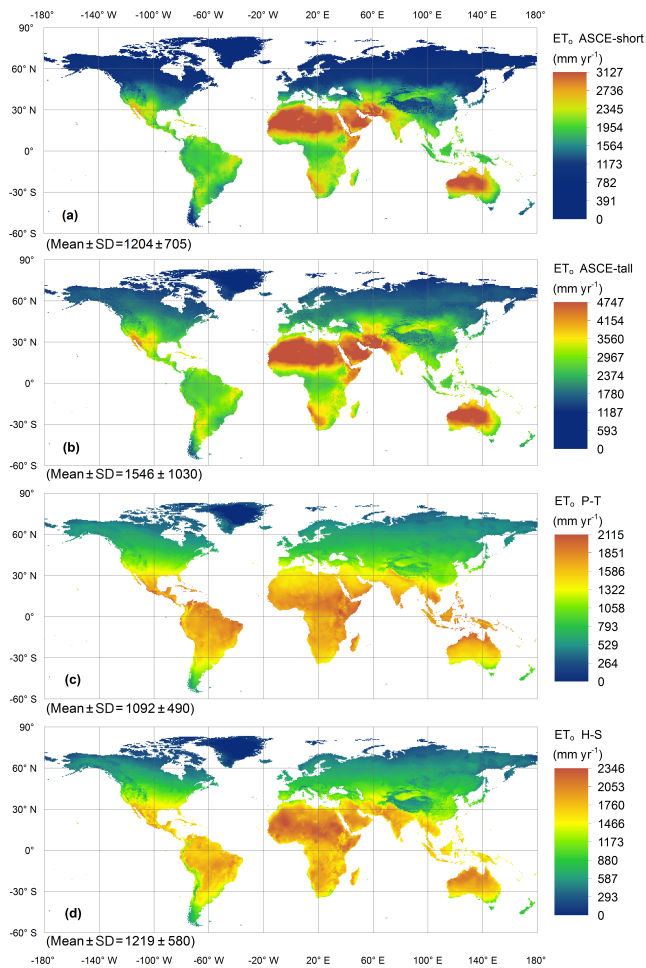 -180° -140° -100° W -60° W -20° W 20° E 60° E 100° E 140° E 180°
90°
60° N
30° N
0°
-30° S
-60° S
(a)
(Mean±SD=1204±705)
ETo ASCE-short
(mm yr-1)
3127
2736
2345
1954
1564
1173
782
391
0
90°
60° N
30° N
0°
-30° S
-60° S
(b)
(Mean±SD=1546±1030)
ETo ASCE-tall
(mm yr-1)
4747
4154
3560
2967
2374
1780
1187
593
0
90°
60° N
30° N
0°
-30° S
-60° S
(c)
(Mean±SD=1092±490)
ETo P-T
(mm yr-1)
2115
1851
1586
1322
1058
793
529
264
0
90°
60° N
30° N
0°
-30° S
-60° S
(d)
(Mean±SD=1219±580)
ETo H-S
(mm yr-1)
2346
2053
1760
1466
1173
880
587
293
0
-180° -140° -100° W -60° W -20° W 20° E 60° E 100° E 140° E 180°